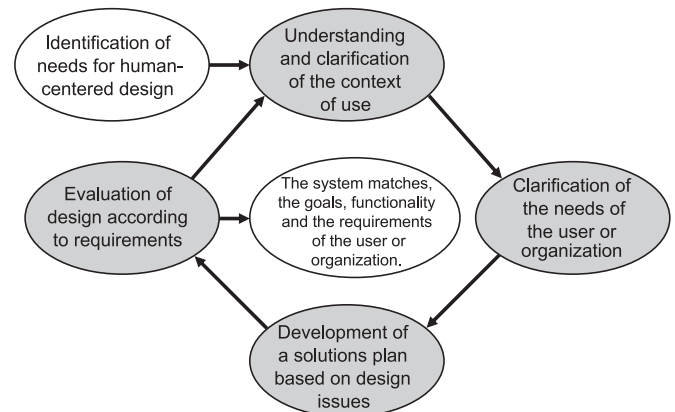 Identification of
needs for human-
centered design
Understanding
and clarification
of the context
of use
Evaluation of
design according
to requirements
The system matches,
the goals, functionality
and the requirements
of the user or
organization.
Clarification of
the needs of
the user or
organization
Development of
a solutions plan
based on design
issues